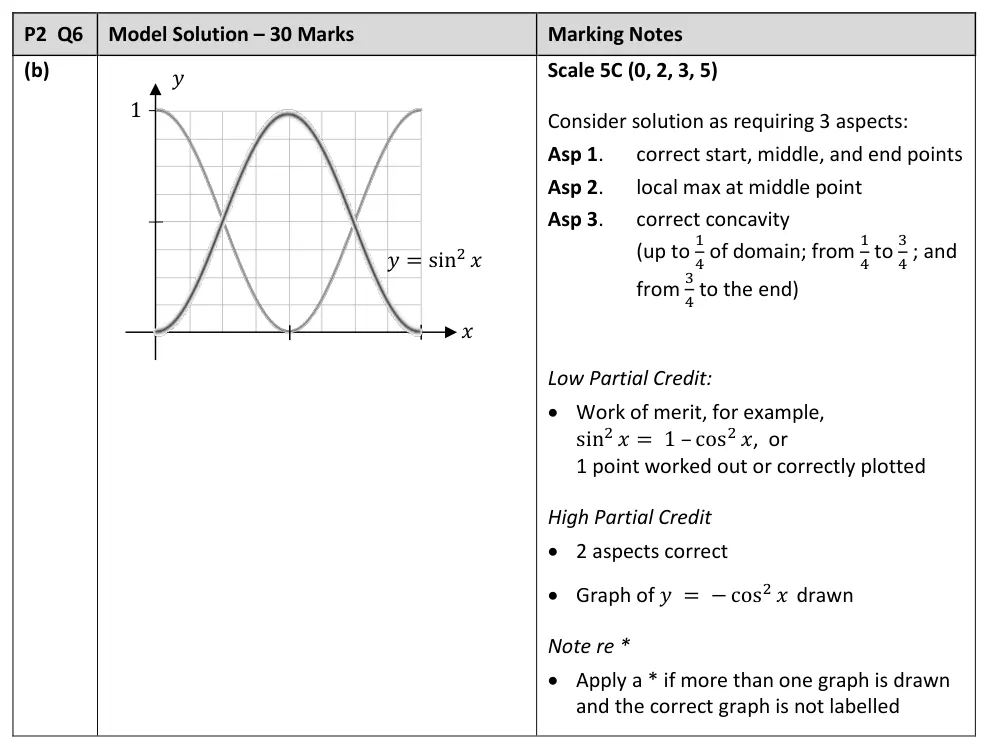 P2 Q6 Model Solution – 30 Marks Marking Notes
(b)
y
1
y = sin² x
x
Scale 5C (0, 2, 3, 5)
Consider solution as requiring 3 aspects:
Asp 1. correct start, middle, and end points
Asp 2. local max at middle point
Asp 3. correct concavity
(up to 1/4 of domain; from 1/4 to 3/4 ; and
from 3/4 to the end)
Low Partial Credit:
• Work of merit, for example,
sin² x = 1 – cos² x, or
1 point worked out or correctly plotted
High Partial Credit
• 2 aspects correct
• Graph of y = − cos² x drawn
Note re *
• Apply a * if more than one graph is drawn
and the correct graph is not labelled